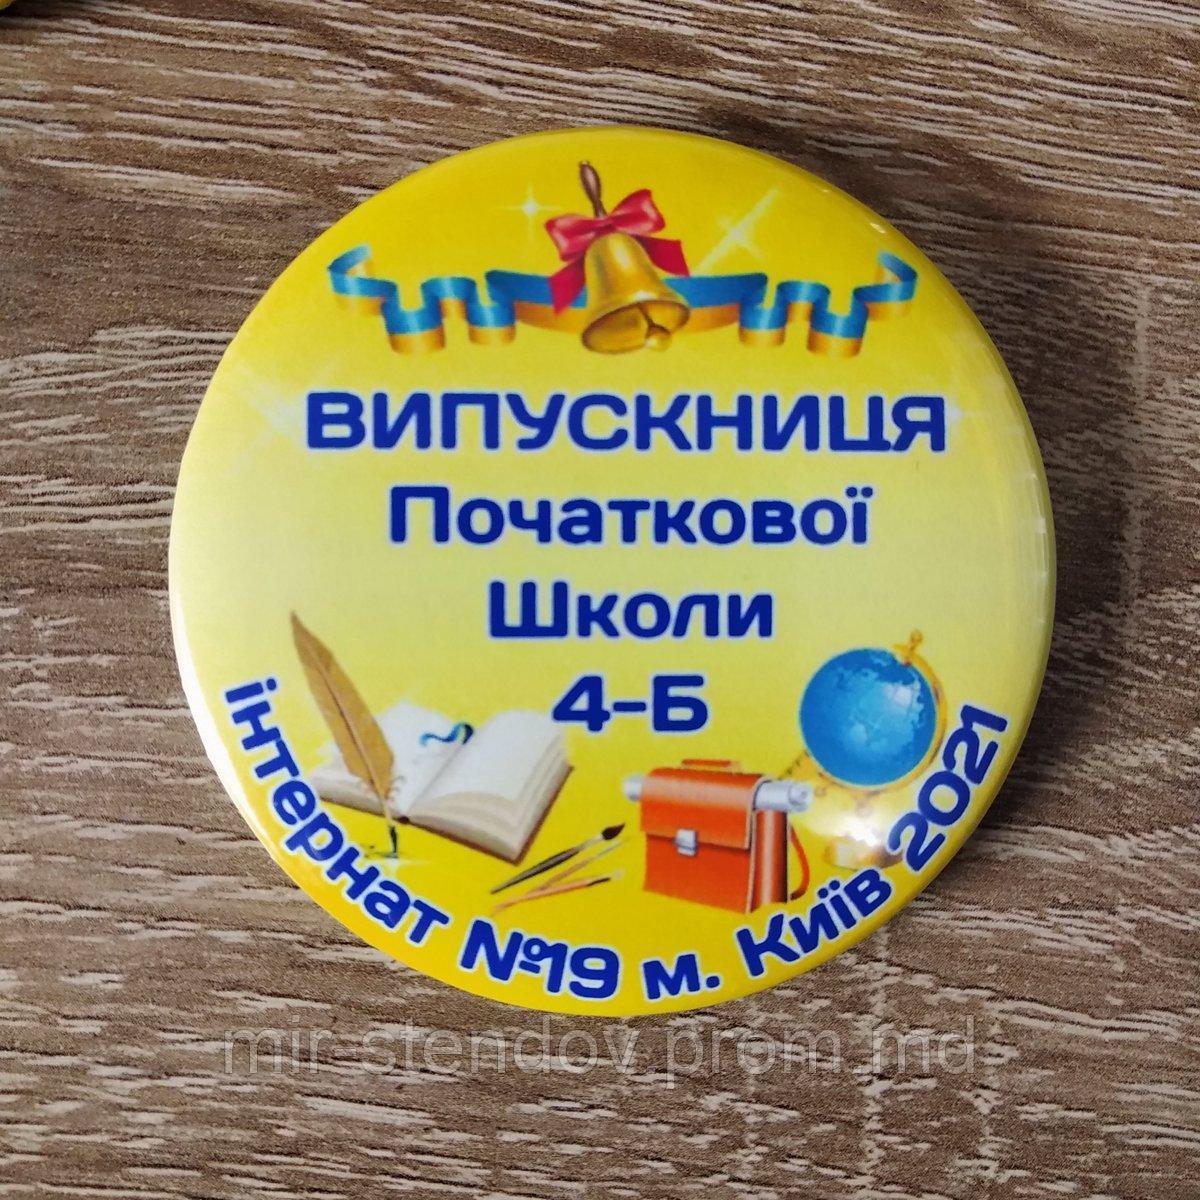 ВИПУСКНИЦЯ
Початкової
Школи
4-Б
інтернат №19 м. Київ 2021
mir-stendov.prom.md